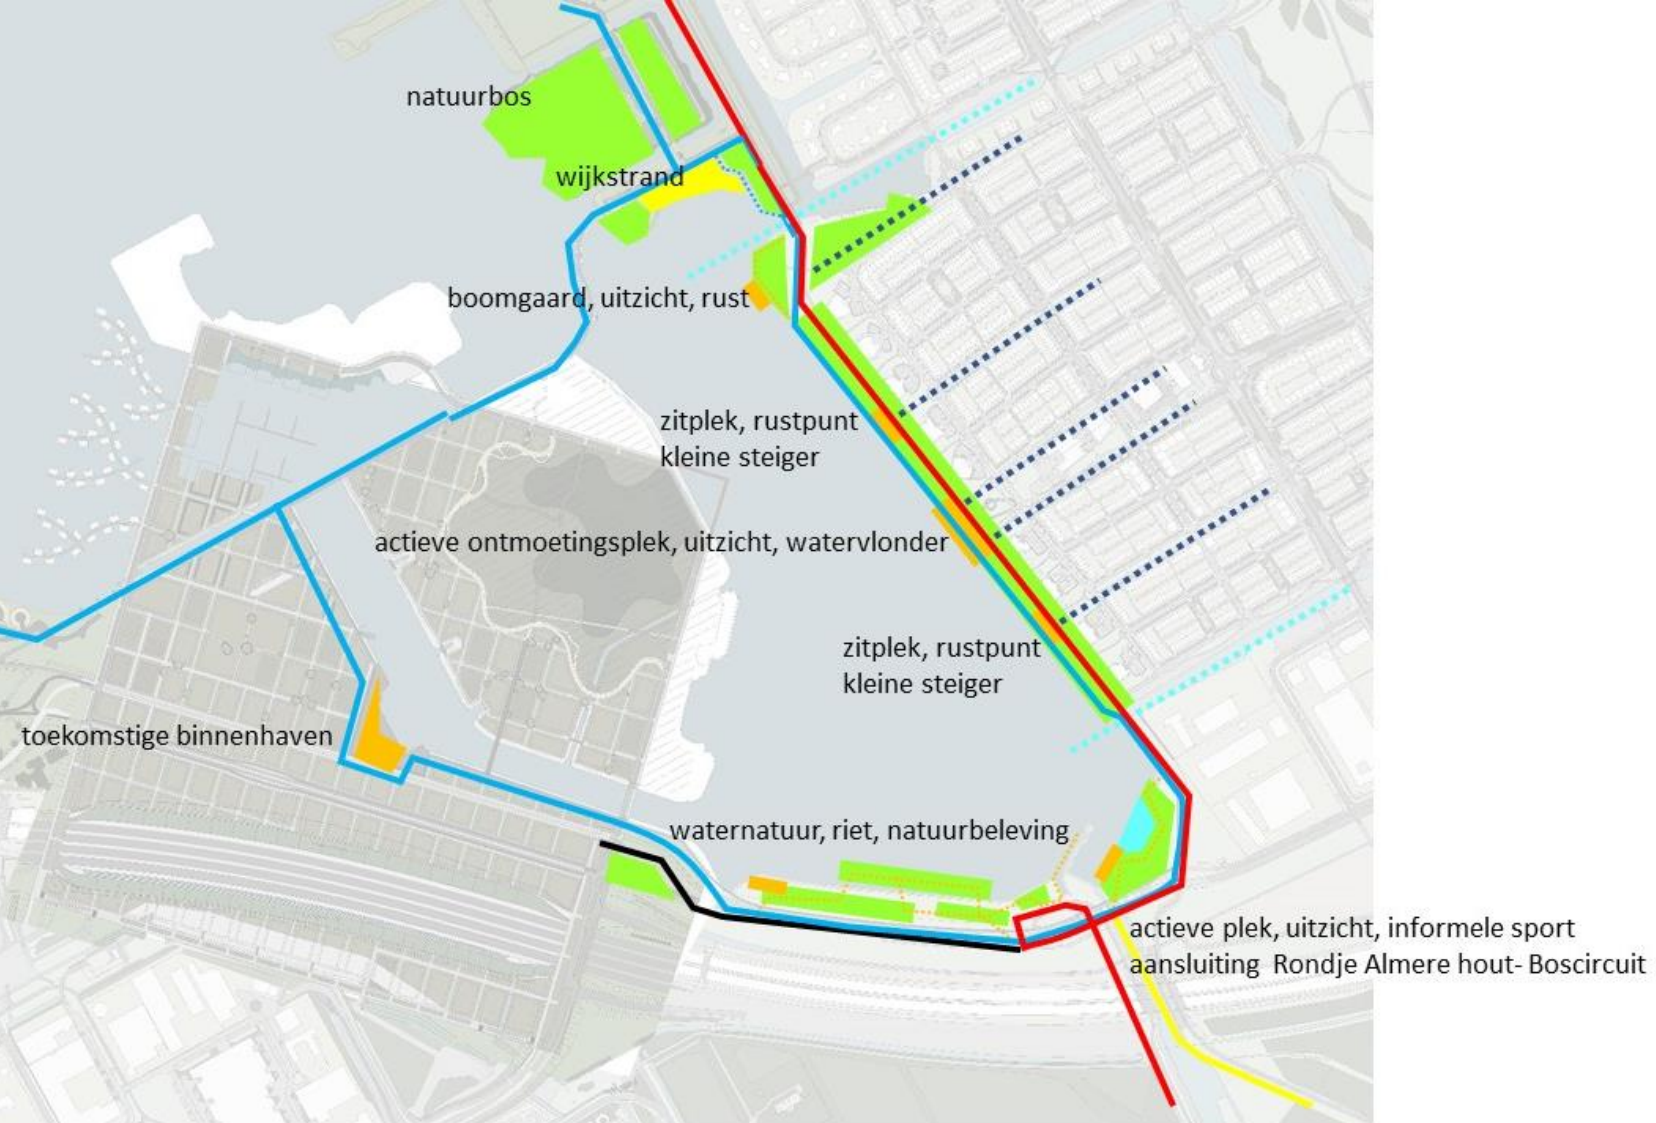 natuurbos
wijkstrand
boomgaard, uitzicht, rust
zitplek, rustpunt
kleine steiger
actieve ontmoetingsplek, uitzicht, watervlonder
zitplek, rustpunt
kleine steiger
toekomstige binnenhaven
waternatuur, riet, natuurbeleving
actieve plek, uitzicht, informele sport
aansluiting Rondje Almere hout- Boscircuit